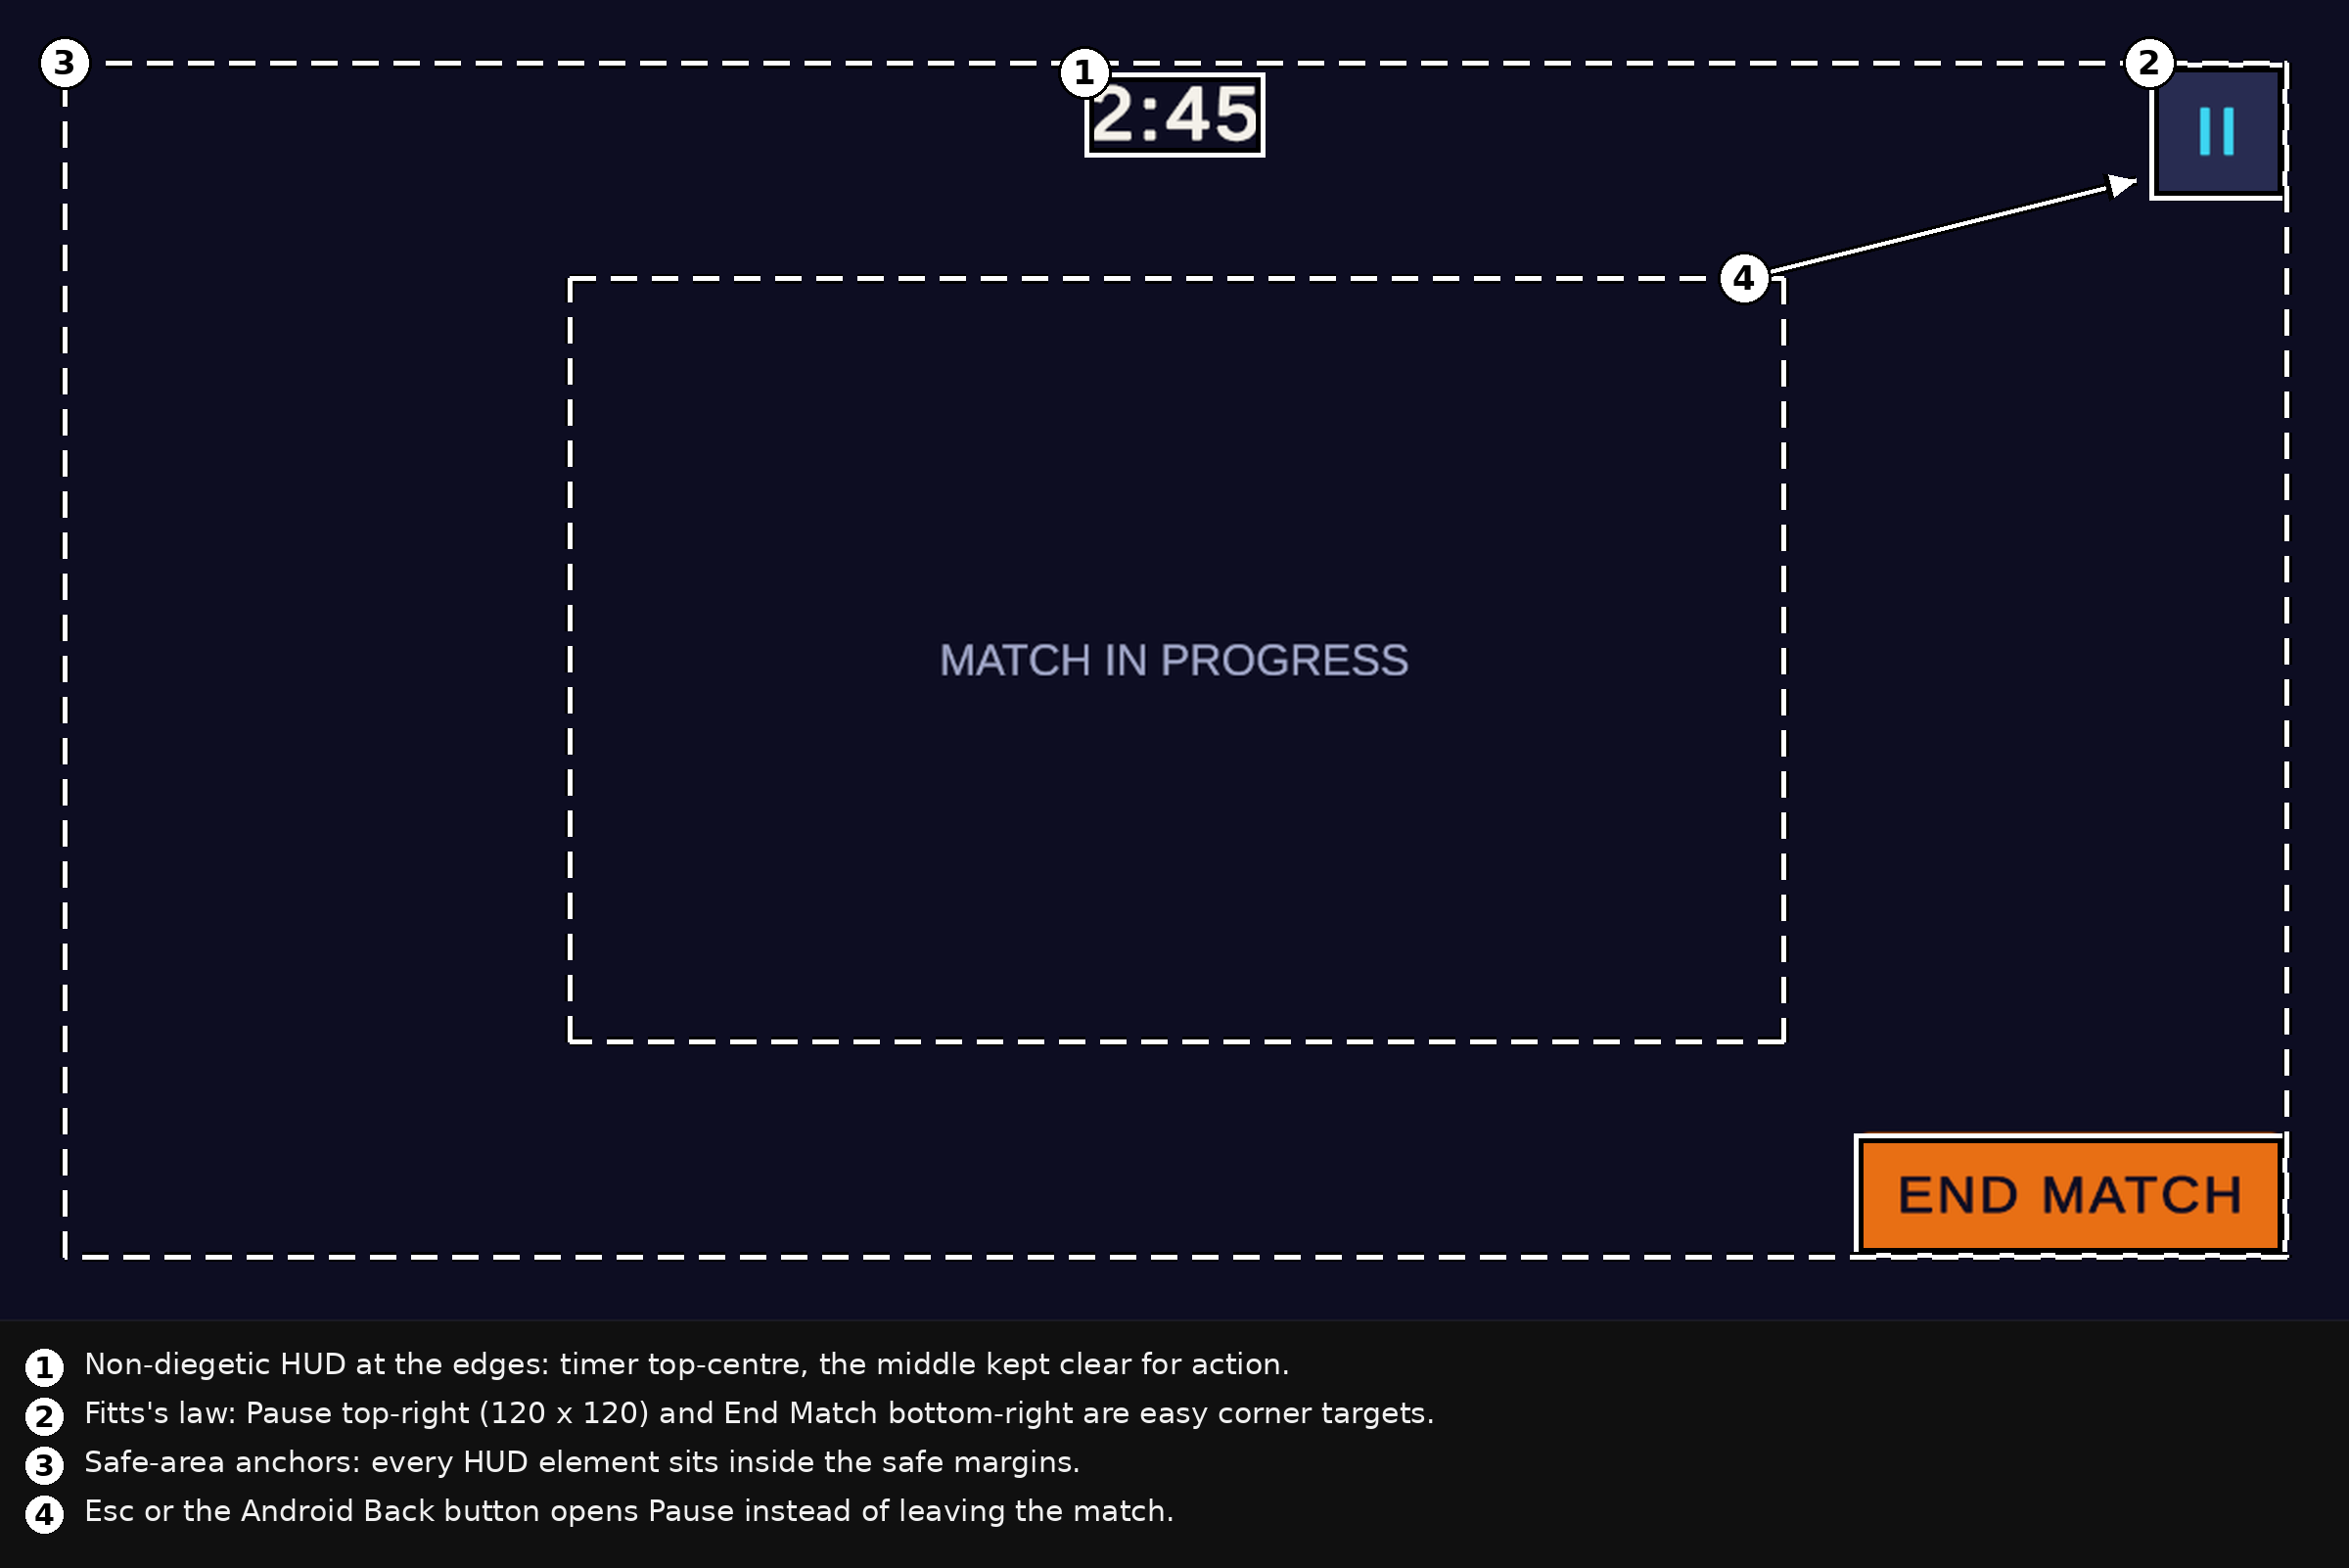 3
1
2
2:45
4
MATCH IN PROGRESS
END MATCH
1 Non-diegetic HUD at the edges: timer top-centre, the middle kept clear for action.
2 Fitts's law: Pause top-right (120 x 120) and End Match bottom-right are easy corner targets.
3 Safe-area anchors: every HUD element sits inside the safe margins.
4 Esc or the Android Back button opens Pause instead of leaving the match.